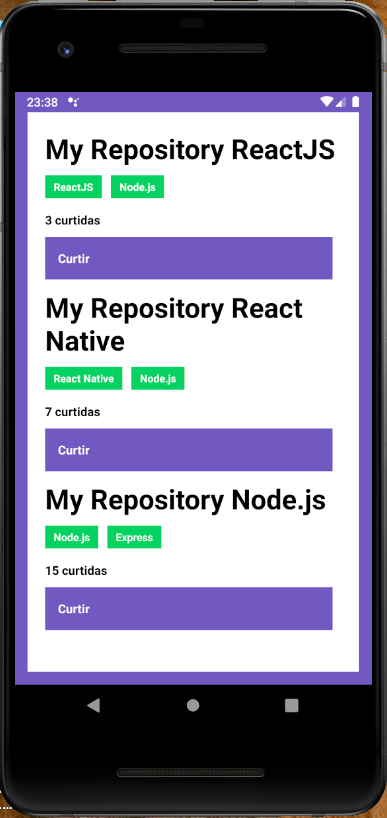 23:38
My Repository ReactJS
ReactJS Node.js
3 curtidas
Curtir
My Repository React
Native
React Native Node.js
7 curtidas
Curtir
My Repository Node.js
Node.js Express
15 curtidas
Curtir